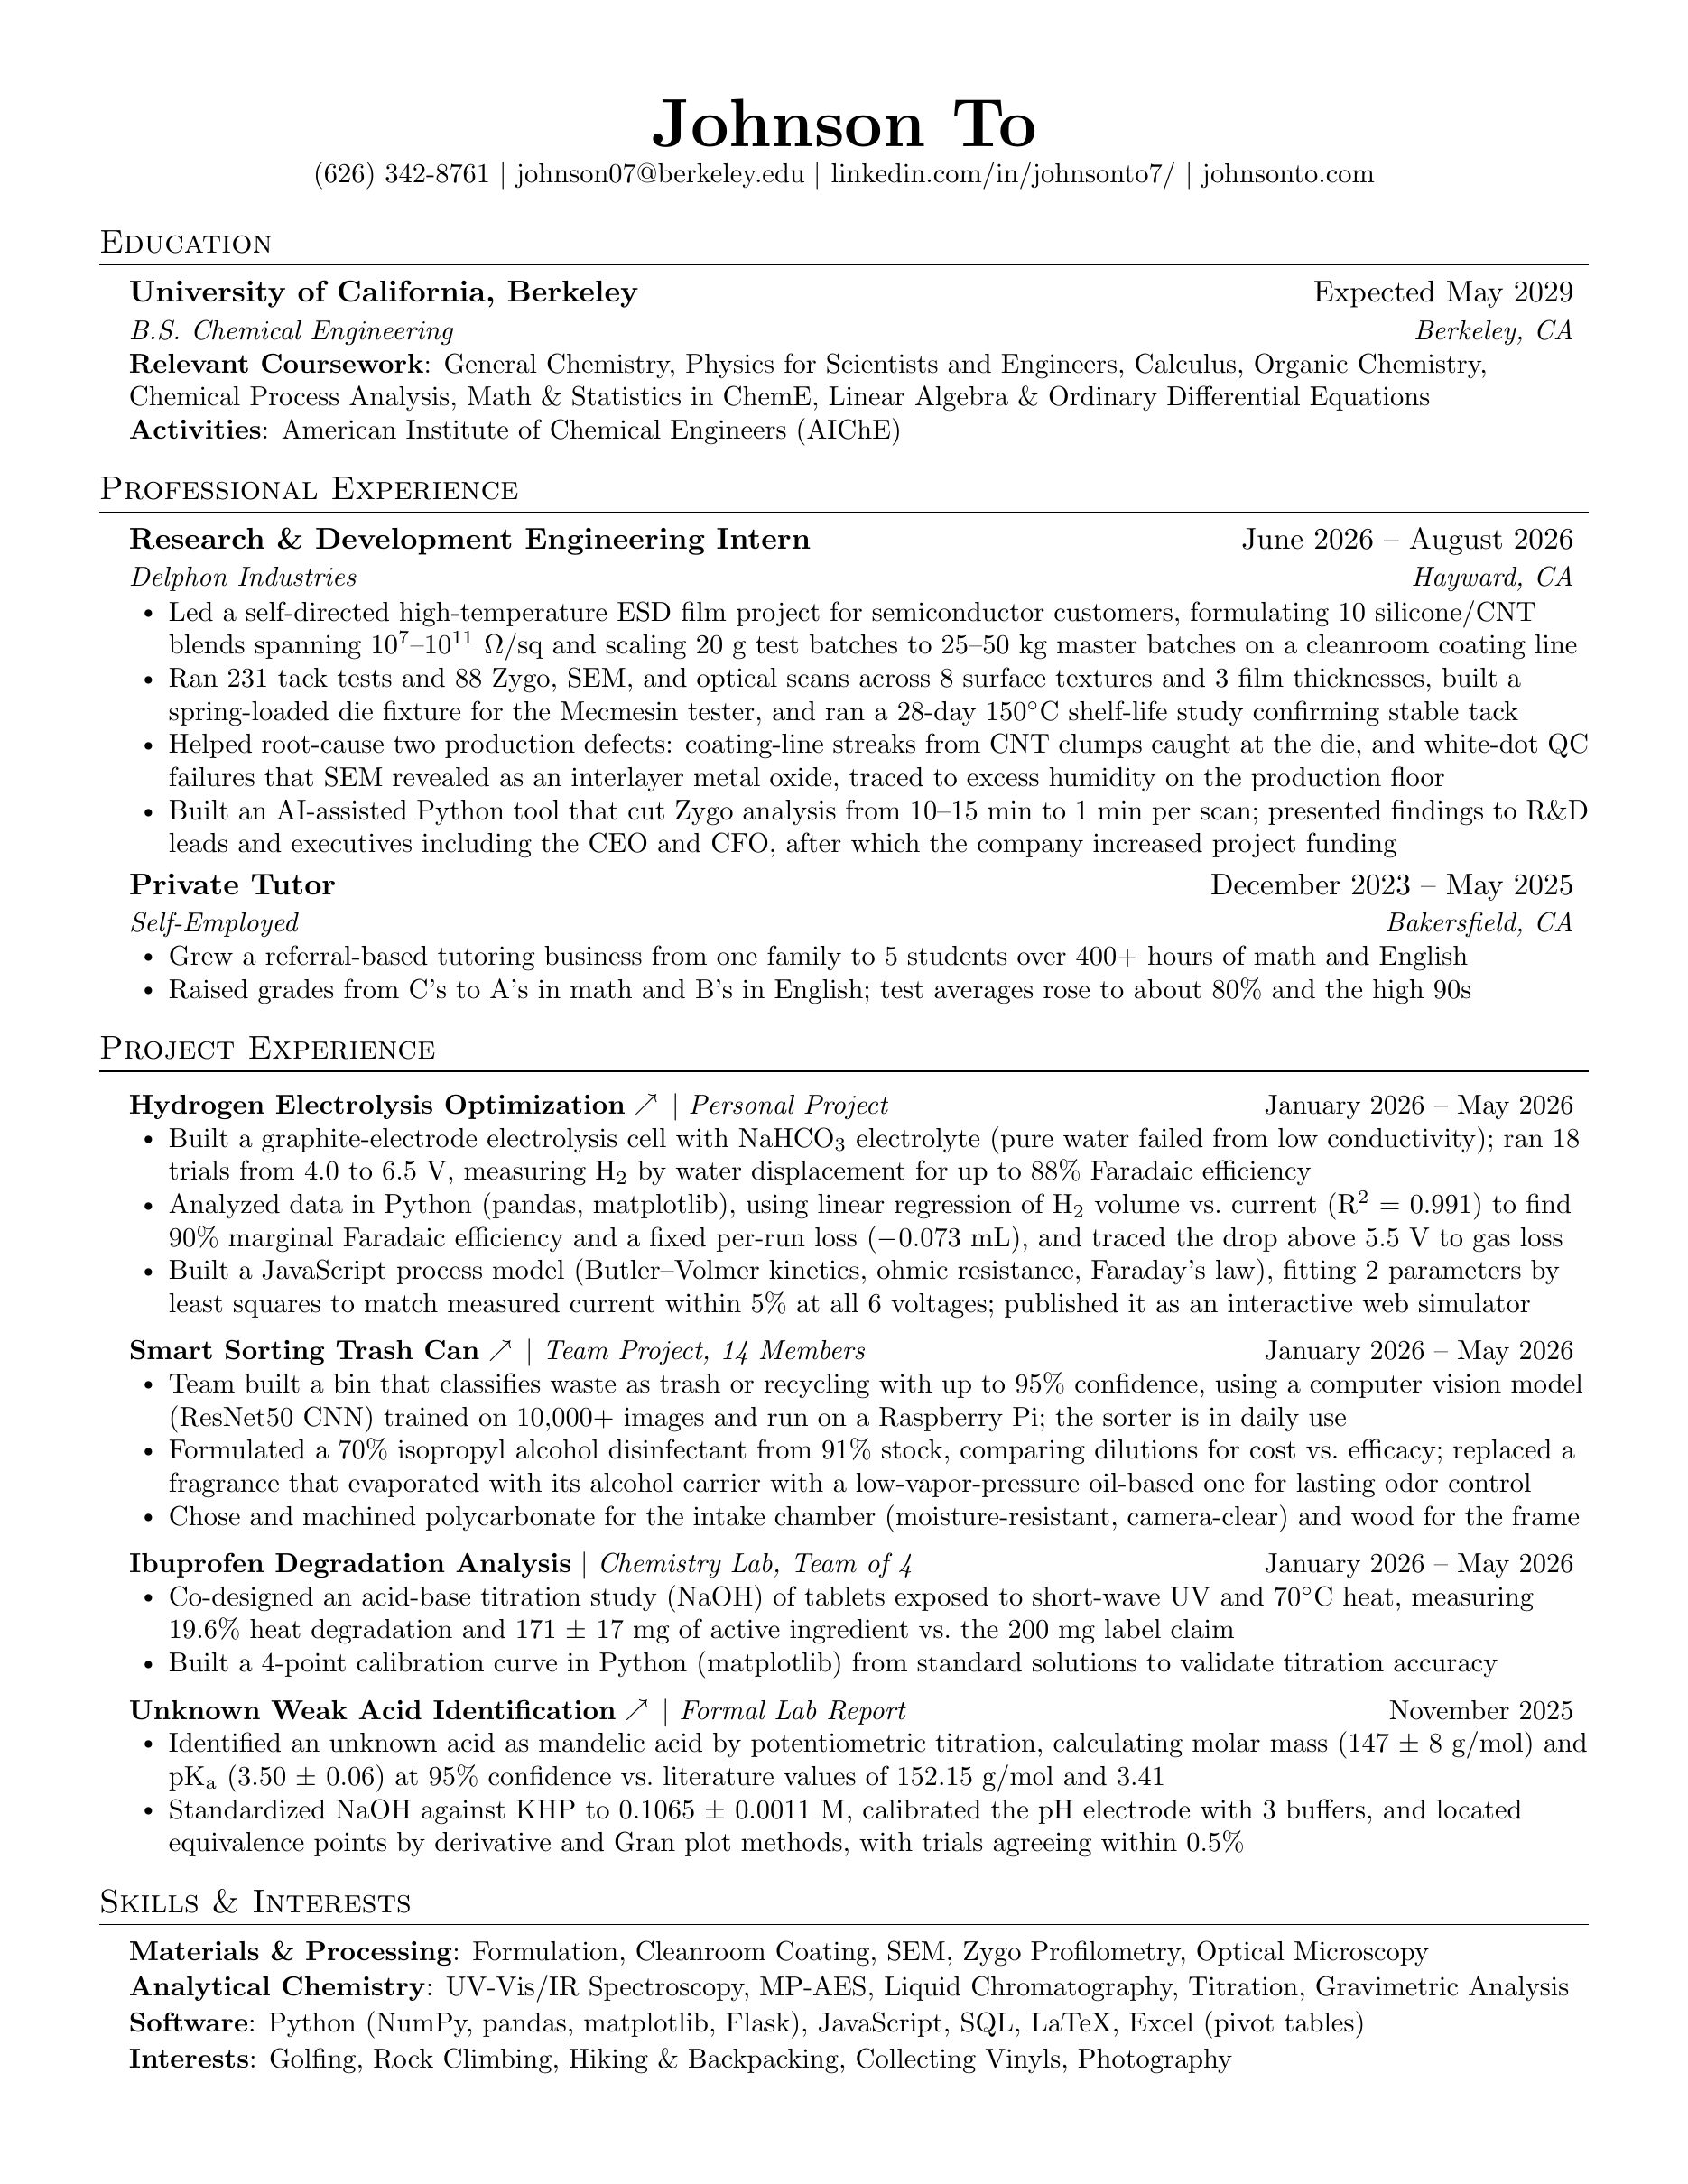 Johnson To
(626) 342-8761 | johnson07@berkeley.edu | linkedin.com/in/johnsonto7/ | johnsonto.com
Education
University of California, Berkeley Expected May 2029
B.S. Chemical Engineering Berkeley, CA
Relevant Coursework: General Chemistry, Physics for Scientists and Engineers, Calculus, Organic Chemistry,
Chemical Process Analysis, Math & Statistics in ChemE, Linear Algebra & Ordinary Differential Equations
Activities: American Institute of Chemical Engineers (AIChE)
Professional Experience
Research & Development Engineering Intern June 2026 – August 2026
Delphon Industries Hayward, CA
• Led a self-directed high-temperature ESD film project for semiconductor customers, formulating 10 silicone/CNT
blends spanning 10⁷–10¹¹ Ω/sq and scaling 20 g test batches to 25–50 kg master batches on a cleanroom coating line
• Ran 231 tack tests and 88 Zygo, SEM, and optical scans across 8 surface textures and 3 film thicknesses, built a
spring-loaded die fixture for the Mecmesin tester, and ran a 28-day 150°C shelf-life study confirming stable tack
• Helped root-cause two production defects: coating-line streaks from CNT clumps caught at the die, and white-dot QC
failures that SEM revealed as an interlayer metal oxide, traced to excess humidity on the production floor
• Built an AI-assisted Python tool that cut Zygo analysis from 10–15 min to 1 min per scan; presented findings to R&D
leads and executives including the CEO and CFO, after which the company increased project funding
Private Tutor December 2023 – May 2025
Self-Employed Bakersfield, CA
• Grew a referral-based tutoring business from one family to 5 students over 400+ hours of math and English
• Raised grades from C's to A's in math and B's in English; test averages rose to about 80% and the high 90s
Project Experience
Hydrogen Electrolysis Optimization ↗ | Personal Project January 2026 – May 2026
• Built a graphite-electrode electrolysis cell with NaHCO₃ electrolyte (pure water failed from low conductivity); ran 18
trials from 4.0 to 6.5 V, measuring H₂ by water displacement for up to 88% Faradaic efficiency
• Analyzed data in Python (pandas, matplotlib), using linear regression of H₂ volume vs. current (R² = 0.991) to find
90% marginal Faradaic efficiency and a fixed per-run loss (−0.073 mL), and traced the drop above 5.5 V to gas loss
• Built a JavaScript process model (Butler–Volmer kinetics, ohmic resistance, Faraday's law), fitting 2 parameters by
least squares to match measured current within 5% at all 6 voltages; published it as an interactive web simulator
Smart Sorting Trash Can ↗ | Team Project, 14 Members January 2026 – May 2026
• Team built a bin that classifies waste as trash or recycling with up to 95% confidence, using a computer vision model
(ResNet50 CNN) trained on 10,000+ images and run on a Raspberry Pi; the sorter is in daily use
• Formulated a 70% isopropyl alcohol disinfectant from 91% stock, comparing dilutions for cost vs. efficacy; replaced a
fragrance that evaporated with its alcohol carrier with a low-vapor-pressure oil-based one for lasting odor control
• Chose and machined polycarbonate for the intake chamber (moisture-resistant, camera-clear) and wood for the frame
Ibuprofen Degradation Analysis | Chemistry Lab, Team of 4 January 2026 – May 2026
• Co-designed an acid-base titration study (NaOH) of tablets exposed to short-wave UV and 70°C heat, measuring
19.6% heat degradation and 171 ± 17 mg of active ingredient vs. the 200 mg label claim
• Built a 4-point calibration curve in Python (matplotlib) from standard solutions to validate titration accuracy
Unknown Weak Acid Identification ↗ | Formal Lab Report November 2025
• Identified an unknown acid as mandelic acid by potentiometric titration, calculating molar mass (147 ± 8 g/mol) and
pKₐ (3.50 ± 0.06) at 95% confidence vs. literature values of 152.15 g/mol and 3.41
• Standardized NaOH against KHP to 0.1065 ± 0.0011 M, calibrated the pH electrode with 3 buffers, and located
equivalence points by derivative and Gran plot methods, with trials agreeing within 0.5%
Skills & Interests
Materials & Processing: Formulation, Cleanroom Coating, SEM, Zygo Profilometry, Optical Microscopy
Analytical Chemistry: UV-Vis/IR Spectroscopy, MP-AES, Liquid Chromatography, Titration, Gravimetric Analysis
Software: Python (NumPy, pandas, matplotlib, Flask), JavaScript, SQL, LaTeX, Excel (pivot tables)
Interests: Golfing, Rock Climbing, Hiking & Backpacking, Collecting Vinyls, Photography